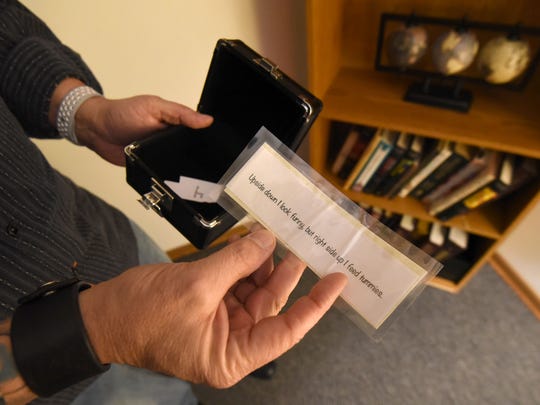 Upside down I look funny, but right side up I feed tummies.